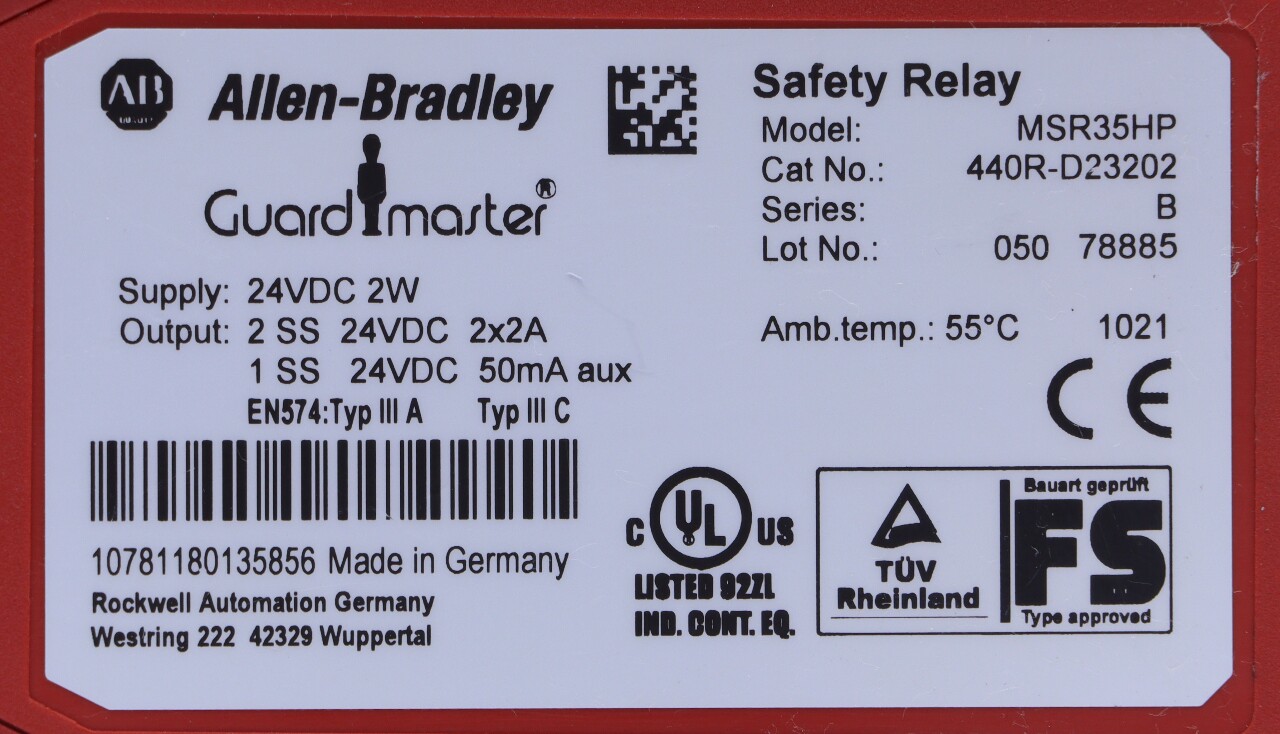 AB
Allen-Bradley
Guardmaster®
Safety Relay
Model: MSR35HP
Cat No.: 440R-D23202
Series: B
Lot No.: 050 78885
Supply: 24VDC 2W
Output: 2 SS 24VDC 2x2A
1 SS 24VDC 50mA aux
EN574:Typ III A Typ III C
Amb.temp.: 55°C 1021
CE
10781180135856 Made in Germany
Rockwell Automation Germany
Westring 222 42329 Wuppertal
C UL US
LISTED 92ZL
IND. CONT. EQ.
TÜV
Rheinland
Bauart geprüft
FS
Type approved